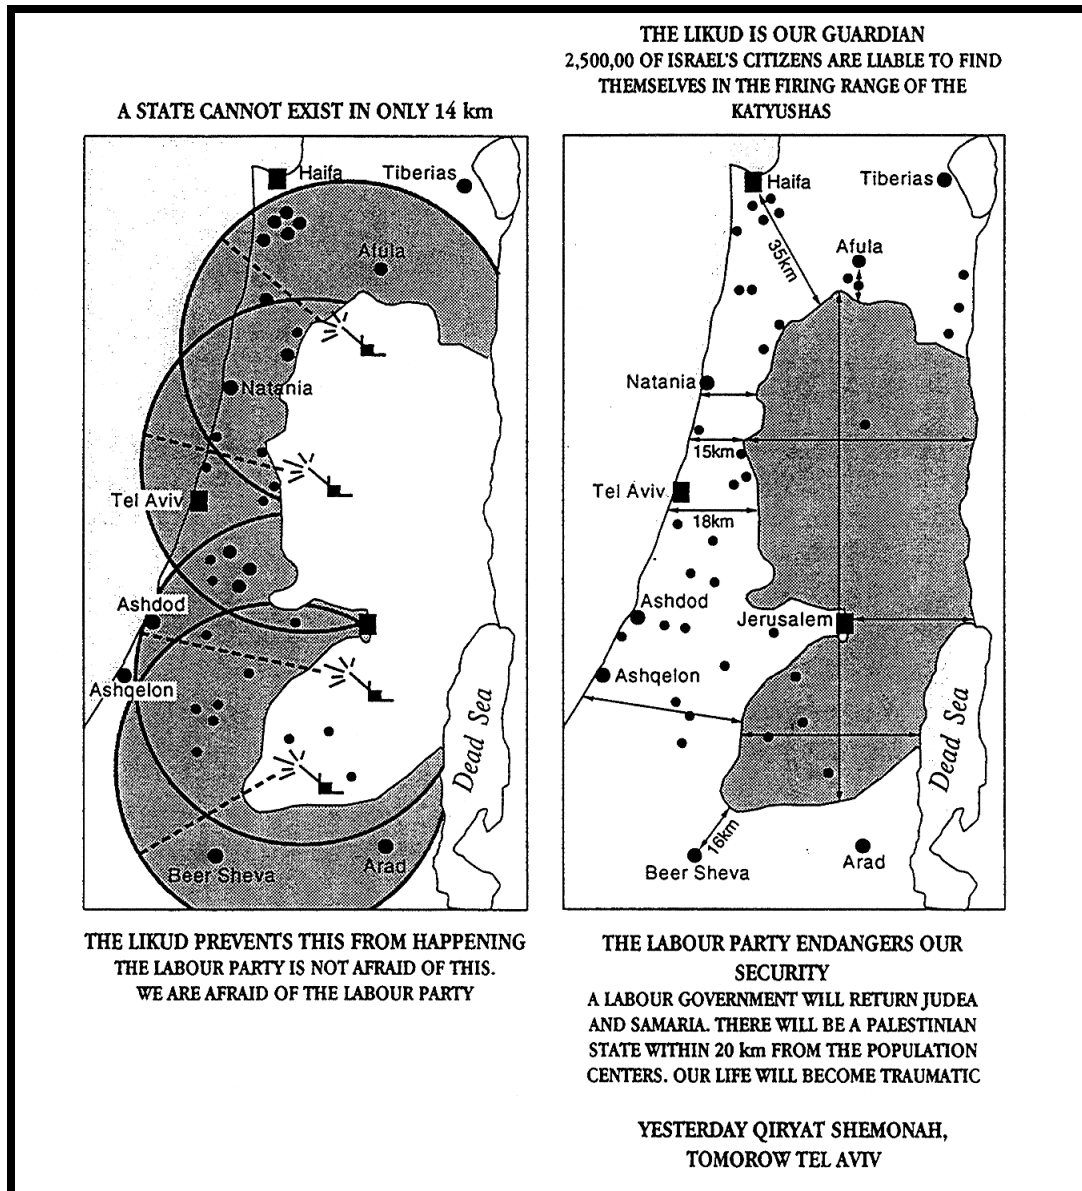 A STATE CANNOT EXIST IN ONLY 14 km
Haifa
Tiberias
Afula
Natania
Tel Aviv
Ashdod
Ashqelon
Dead Sea
Beer Sheva
Arad
THE LIKUD PREVENTS THIS FROM HAPPENING
THE LABOUR PARTY IS NOT AFRAID OF THIS.
WE ARE AFRAID OF THE LABOUR PARTY
THE LIKUD IS OUR GUARDIAN
2,500,00 OF ISRAEL'S CITIZENS ARE LIABLE TO FIND
THEMSELVES IN THE FIRING RANGE OF THE
KATYUSHAS
Haifa
Tiberias
35km
Afula
Natania
15km
Tel Aviv
18km
Ashdod
Jerusalem
Ashqelon
Dead Sea
16km
Beer Sheva
Arad
THE LABOUR PARTY ENDANGERS OUR
SECURITY
A LABOUR GOVERNMENT WILL RETURN JUDEA
AND SAMARIA. THERE WILL BE A PALESTINIAN
STATE WITHIN 20 km FROM THE POPULATION
CENTERS. OUR LIFE WILL BECOME TRAUMATIC
YESTERDAY QIRYAT SHEMONAH,
TOMOROW TEL AVIV